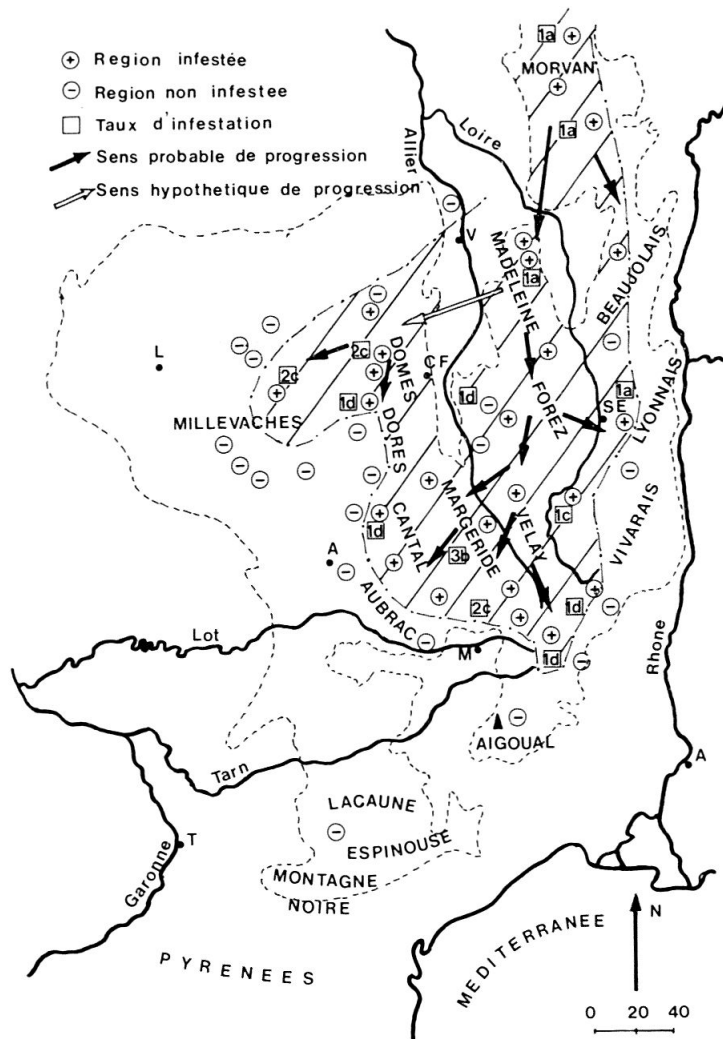 ⊕ Region infestée
⊖ Region non infestee
□ Taux d'infestation
Sens probable de progression
Sens hypothetique de progression
1a
MORVAN
1a
Allier
Loire
V
MADELEINE
1a
BEAUJOLAIS
L
2c
2c
DOMES
CF
1d
1d
FOREZ
1a
SE
LYONNAIS
MILLEVACHES
DORES
1d
CANTAL
MARGERIDE
VELAY
1c
VIVARAIS
A
3b
AUBRAC
2c
1d
Lot
M
1d
Rhone
AIGOUAL
Tarn
A
LACAUNE
ESPINOUSE
T
MONTAGNE
NOIRE
Garonne
PYRENEES
MEDITERRANEE
N
0 20 40